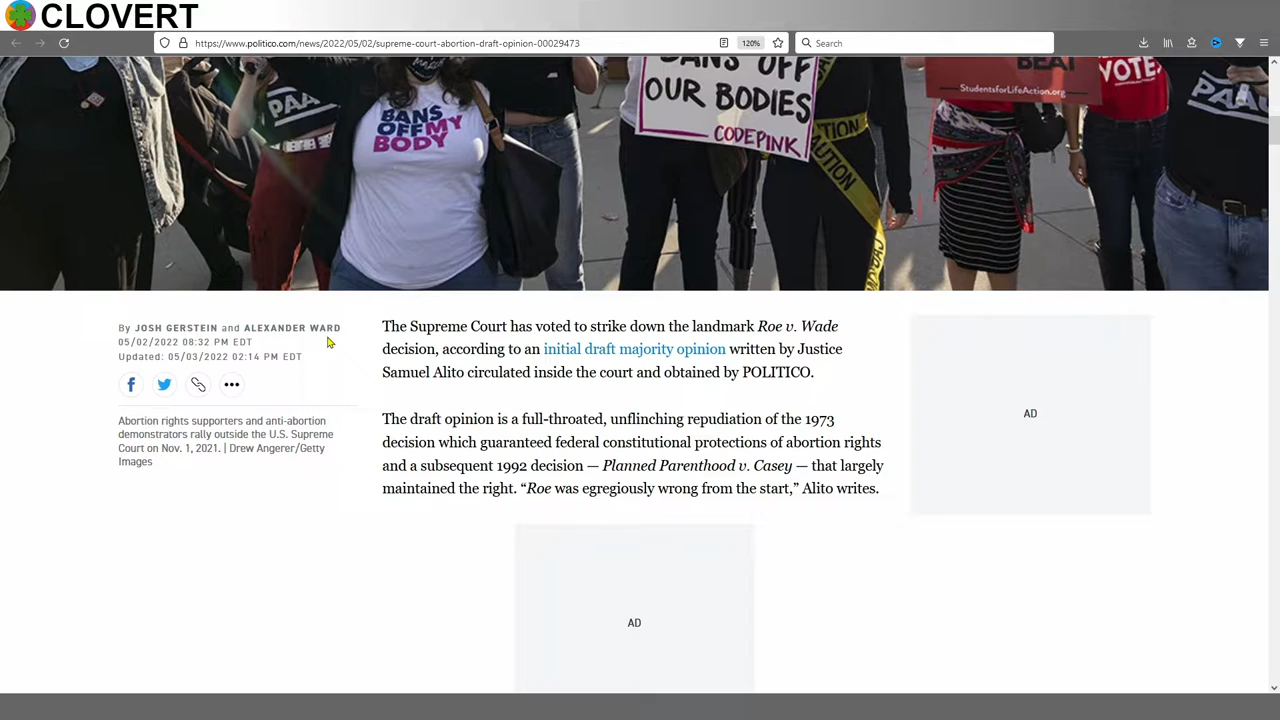 CLOVERT
https://www.politico.com/news/2022/05/02/supreme-court-abortion-draft-opinion-00029473
120%
Search
BANS OFF
OUR BODIES
CODEPINK
PAA
BANS
OFF MY
BODY
CAUTION
BEAT
StudentsforLifeAction.org
VOTE
By JOSH GERSTEIN and ALEXANDER WARD
05/02/2022 08:32 PM EDT
Updated: 05/03/2022 02:14 PM EDT
Abortion rights supporters and anti-abortion
demonstrators rally outside the U.S. Supreme
Court on Nov. 1, 2021. | Drew Angerer/Getty
Images
The Supreme Court has voted to strike down the landmark Roe v. Wade
decision, according to an initial draft majority opinion written by Justice
Samuel Alito circulated inside the court and obtained by POLITICO.
The draft opinion is a full-throated, unflinching repudiation of the 1973
decision which guaranteed federal constitutional protections of abortion rights
and a subsequent 1992 decision — Planned Parenthood v. Casey — that largely
maintained the right. “Roe was egregiously wrong from the start,” Alito writes.
AD
AD